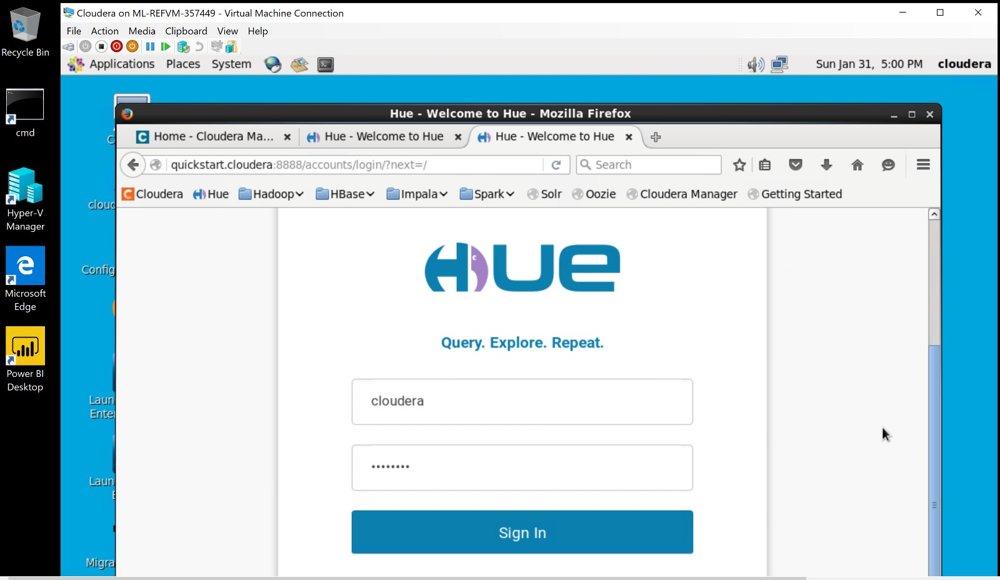 Recycle Bin
cmd
Hyper-V
Manager
Microsoft
Edge
Power BI
Desktop
Cloudera on ML-REFVM-357449 - Virtual Machine Connection
File Action Media Clipboard View Help
Applications Places System Sun Jan 31, 5:00 PM cloudera
Hue - Welcome to Hue - Mozilla Firefox
Home - Cloudera Ma... Hue - Welcome to Hue Hue - Welcome to Hue
quickstart.cloudera:8888/accounts/login/?next=/ Search
Cloudera Hue Hadoop HBase Impala Spark Solr Oozie Cloudera Manager Getting Started
C
cloud
Config
Laun
Enter
Laun
E
Migra
HUE
Query. Explore. Repeat.
cloudera
••••••••
Sign In